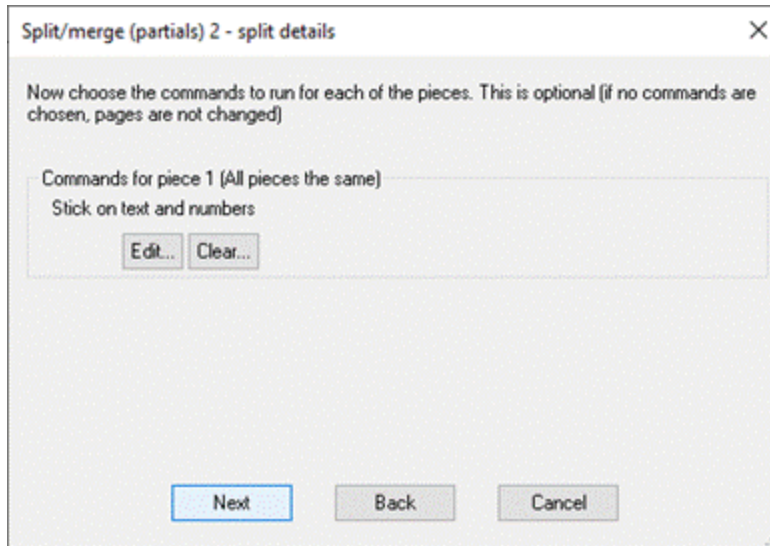 Split/merge (partials) 2 - split details
Now choose the commands to run for each of the pieces. This is optional (if no commands are
chosen, pages are not changed)
Commands for piece 1 (All pieces the same)
Stick on text and numbers
Edit... Clear...
Next Back Cancel